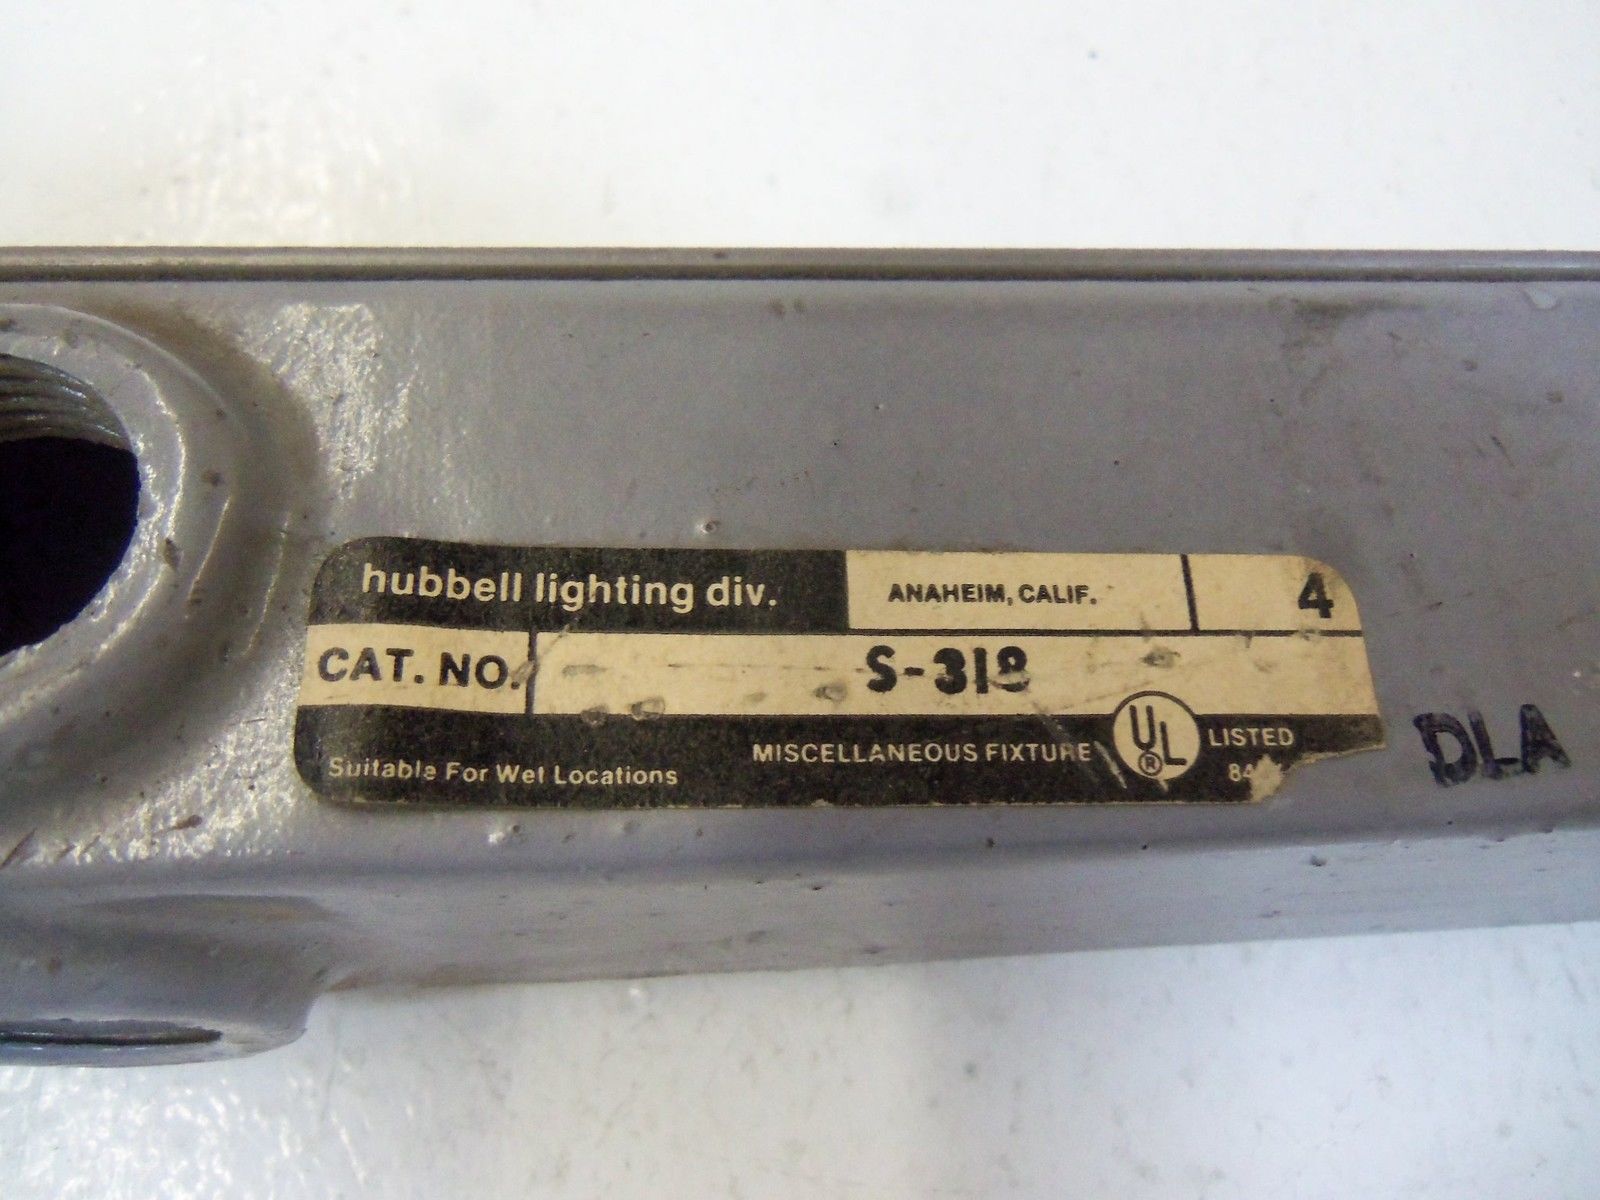 hubbell lighting div. ANAHEIM, CALIF. 4
CAT. NO. S-318
MISCELLANEOUS FIXTURE UL® LISTED
Suitable For Wet Locations
DLA